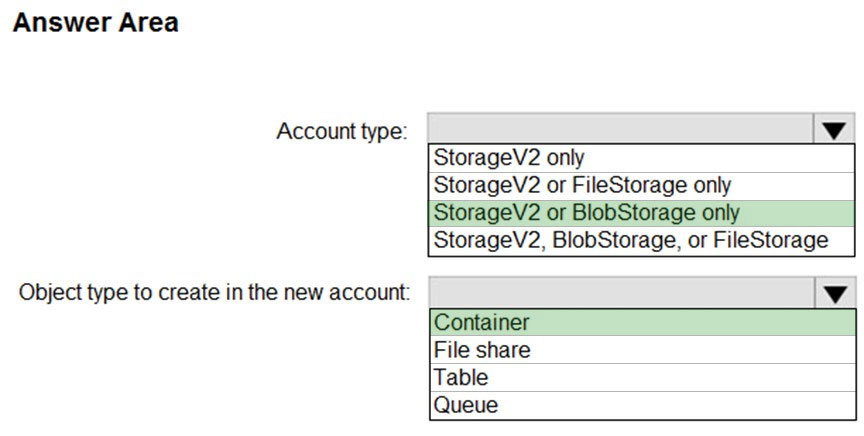 Answer Area
Account type:
StorageV2 only
StorageV2 or FileStorage only
StorageV2 or BlobStorage only
StorageV2, BlobStorage, or FileStorage
Object type to create in the new account:
Container
File share
Table
Queue